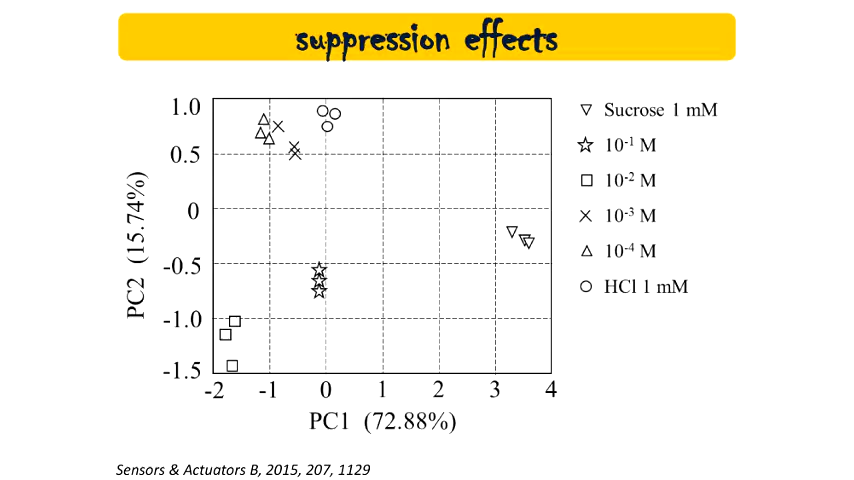 suppression effects
1.0
0.5
0
-0.5
-1.0
-1.5
-2 -1 0 1 2 3 4
PC2 (15.74%)
PC1 (72.88%)
Sucrose 1 mM
10⁻¹ M
10⁻² M
10⁻³ M
10⁻⁴ M
HCl 1 mM
Sensors & Actuators B, 2015, 207, 1129